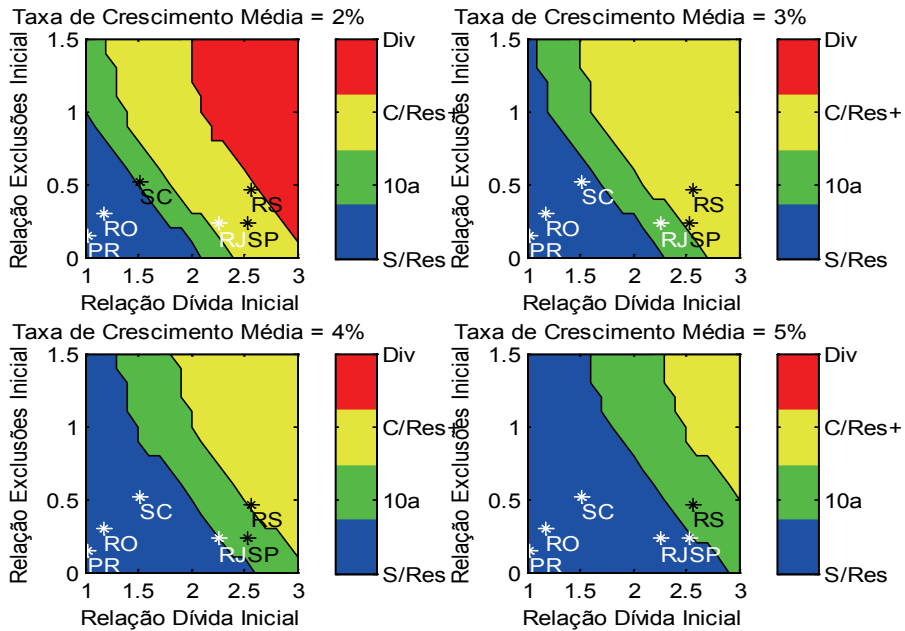 Taxa de Crescimento Média = 2%
Relação Exclusões Inicial
1.5
1
0.5
0
SC
RS
RO
RJ
SP
PR
1
1.5
2
2.5
3
Relação Dívida Inicial
Div
C/Res+
10a
S/Res
Taxa de Crescimento Média = 3%
Relação Exclusões Inicial
1.5
1
0.5
0
SC
RS
RO
RJ
SP
PR
1
1.5
2
2.5
3
Relação Dívida Inicial
Div
C/Res+
10a
S/Res
Taxa de Crescimento Média = 4%
Relação Exclusões Inicial
1.5
1
0.5
0
SC
RS
RO
RJ
SP
PR
1
1.5
2
2.5
3
Relação Dívida Inicial
Div
C/Res+
10a
S/Res
Taxa de Crescimento Média = 5%
Relação Exclusões Inicial
1.5
1
0.5
0
SC
RS
RO
RJ
SP
PR
1
1.5
2
2.5
3
Relação Dívida Inicial
Div
C/Res+
10a
S/Res